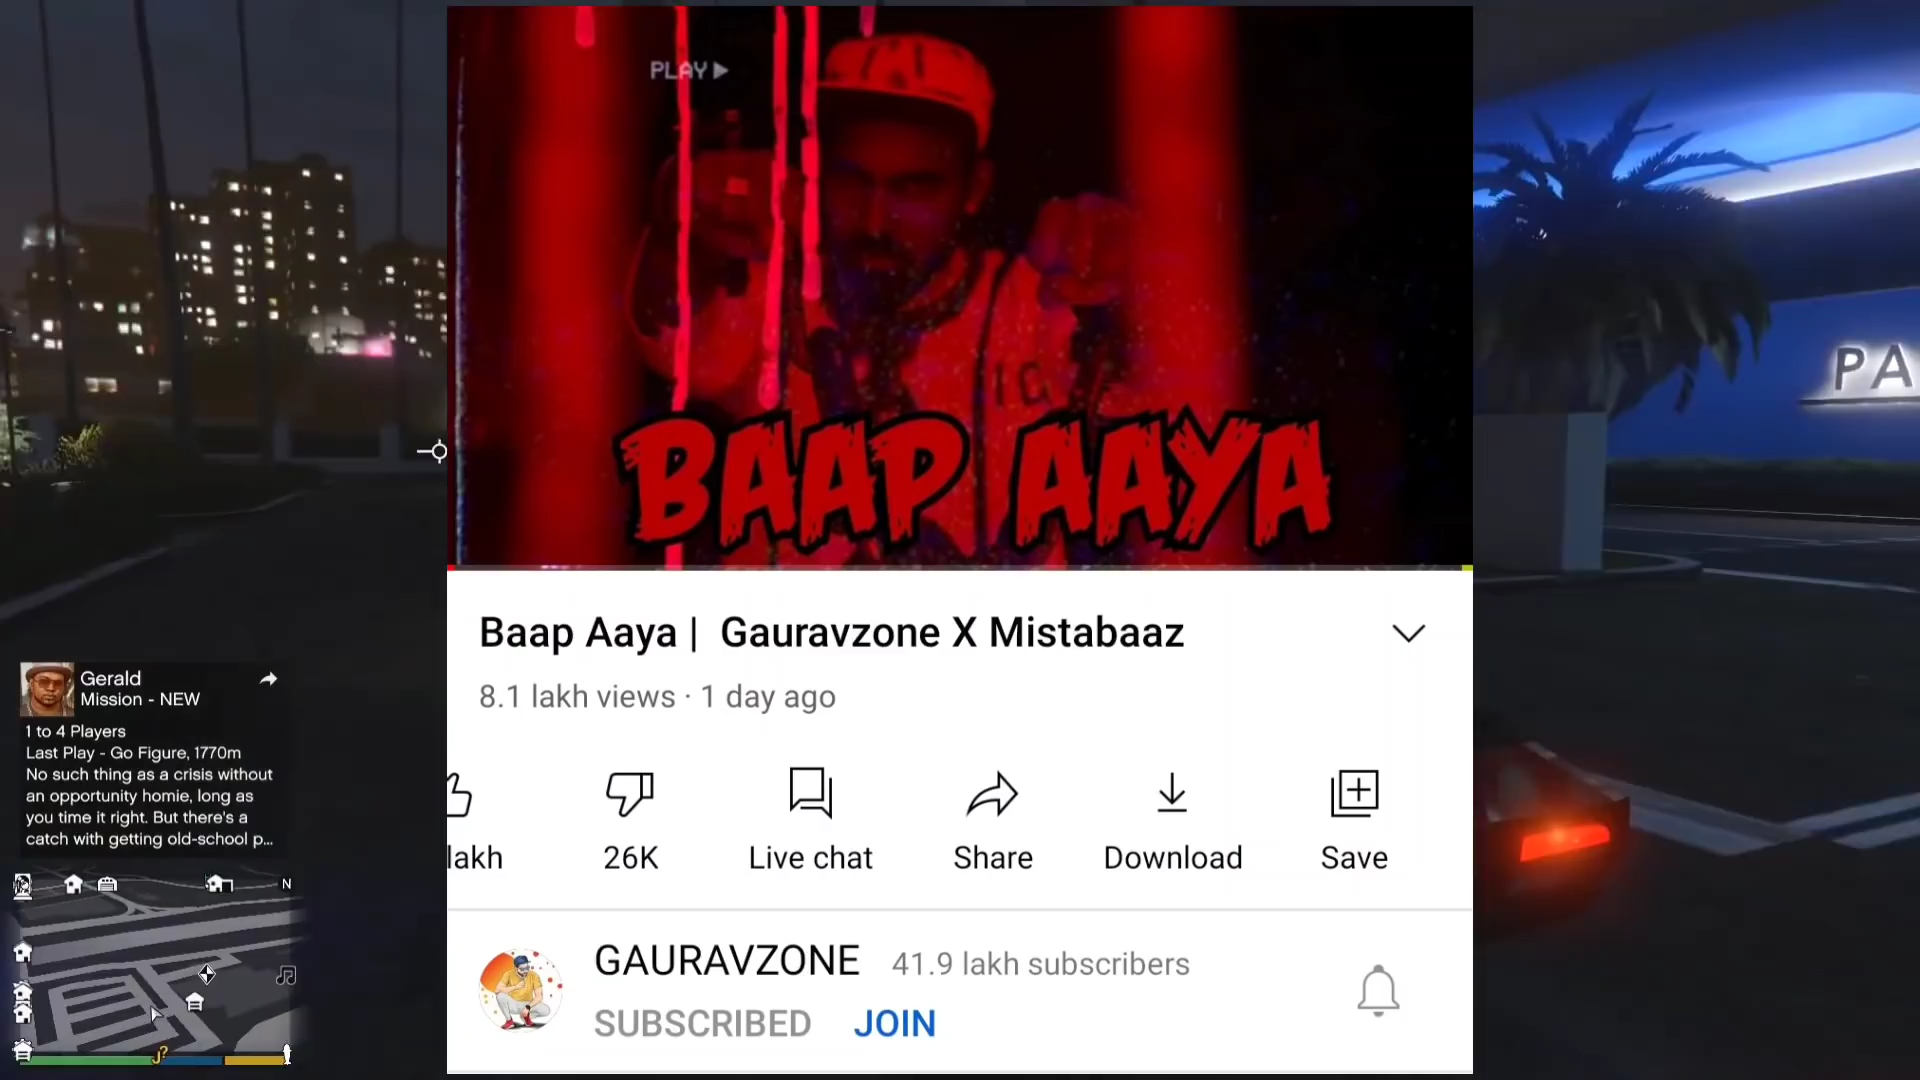 PLAY
BAAP AAYA
Baap Aaya | Gauravzone X Mistabaaz
8.1 lakh views · 1 day ago
lakh
26K
Live chat
Share
Download
Save
GAURAVZONE 41.9 lakh subscribers
SUBSCRIBED JOIN
PA
Gerald
Mission - NEW
1 to 4 Players
Last Play - Go Figure, 1770m
No such thing as a crisis without
an opportunity homie, long as
you time it right. But there's a
catch with getting old-school p...
N